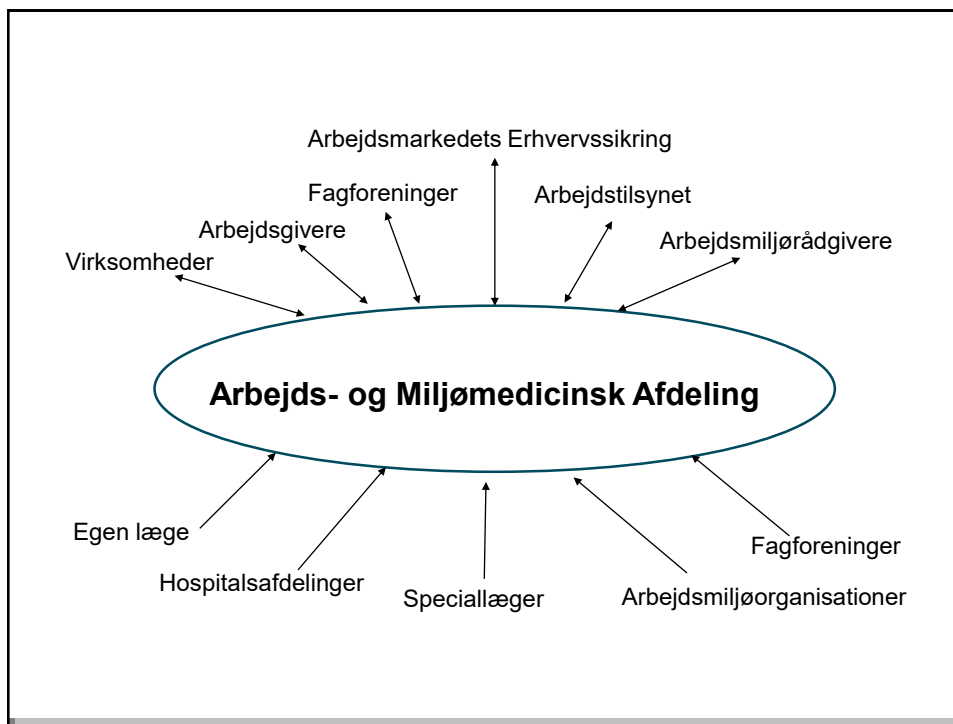 Arbejdsmarkedets Erhvervssikring
Fagforeninger
Arbejdstilsynet
Arbejdsgivere
Arbejdsmiljørådgivere
Virksomheder
Arbejds- og Miljømedicinsk Afdeling
Egen læge
Fagforeninger
Hospitalsafdelinger
Speciallæger
Arbejdsmiljøorganisationer